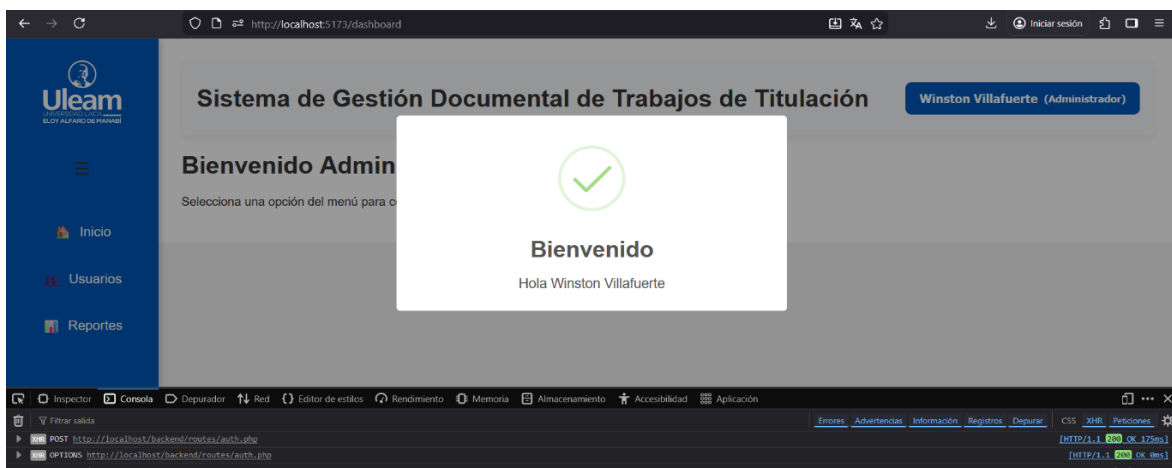 http://localhost:5173/dashboard
Iniciar sesión
Uleam
UNIVERSIDAD LAICA
ELOY ALFARO DE MANABÍ
Sistema de Gestión Documental de Trabajos de Titulación
Winston Villafuerte (Administrador)
Bienvenido Admin
Selecciona una opción del menú para c
Inicio
Usuarios
Reportes
Bienvenido
Hola Winston Villafuerte
Inspector Consola Depurador Red Editor de estilos Rendimiento Memoria Almacenamiento Accesibilidad Aplicación
Filtrar salida Errores Advertencias Información Registros Depurar CSS XHR Peticiones
XHR POST http://localhost/backend/routes/auth.php [HTTP/1.1 200 OK 175ms]
XHR OPTIONS http://localhost/backend/routes/auth.php [HTTP/1.1 200 OK 0ms]